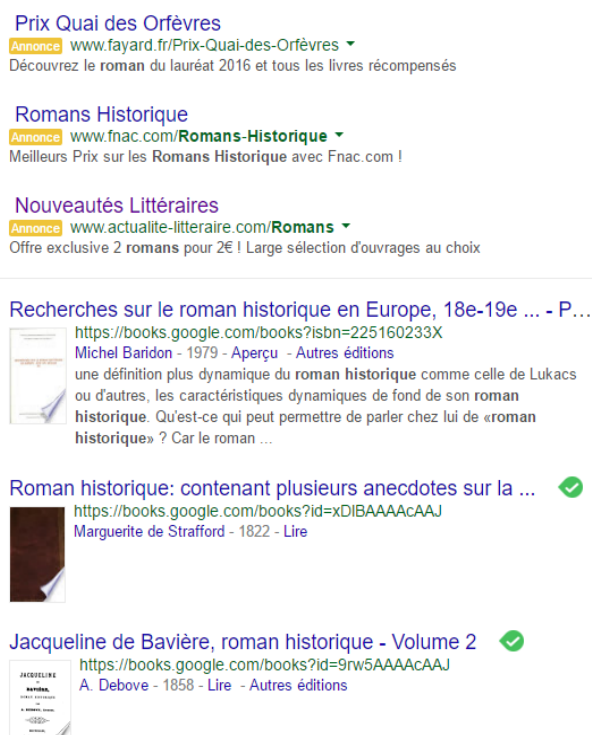 Prix Quai des Orfèvres
Annonce www.fayard.fr/Prix-Quai-des-Orfèvres
Découvrez le roman du lauréat 2016 et tous les livres récompensés
Romans Historique
Annonce www.fnac.com/Romans-Historique
Meilleurs Prix sur les Romans Historique avec Fnac.com !
Nouveautés Littéraires
Annonce www.actualite-litteraire.com/Romans
Offre exclusive 2 romans pour 2€ ! Large sélection d'ouvrages au choix
Recherches sur le roman historique en Europe, 18e-19e ... - P...
https://books.google.com/books?isbn=225160233X
Michel Baridon - 1979 - Aperçu - Autres éditions
une définition plus dynamique du roman historique comme celle de Lukacs
ou d'autres, les caractéristiques dynamiques de fond de son roman
historique. Qu'est-ce qui peut permettre de parler chez lui de «roman
historique» ? Car le roman ...
Roman historique: contenant plusieurs anecdotes sur la ...
https://books.google.com/books?id=xDIBAAAAcAAJ
Marguerite de Strafford - 1822 - Lire
Jacqueline de Bavière, roman historique - Volume 2
https://books.google.com/books?id=9rw5AAAAcAAJ
A. Debove - 1858 - Lire - Autres éditions
JACQUELINE
BAVIÈRE,